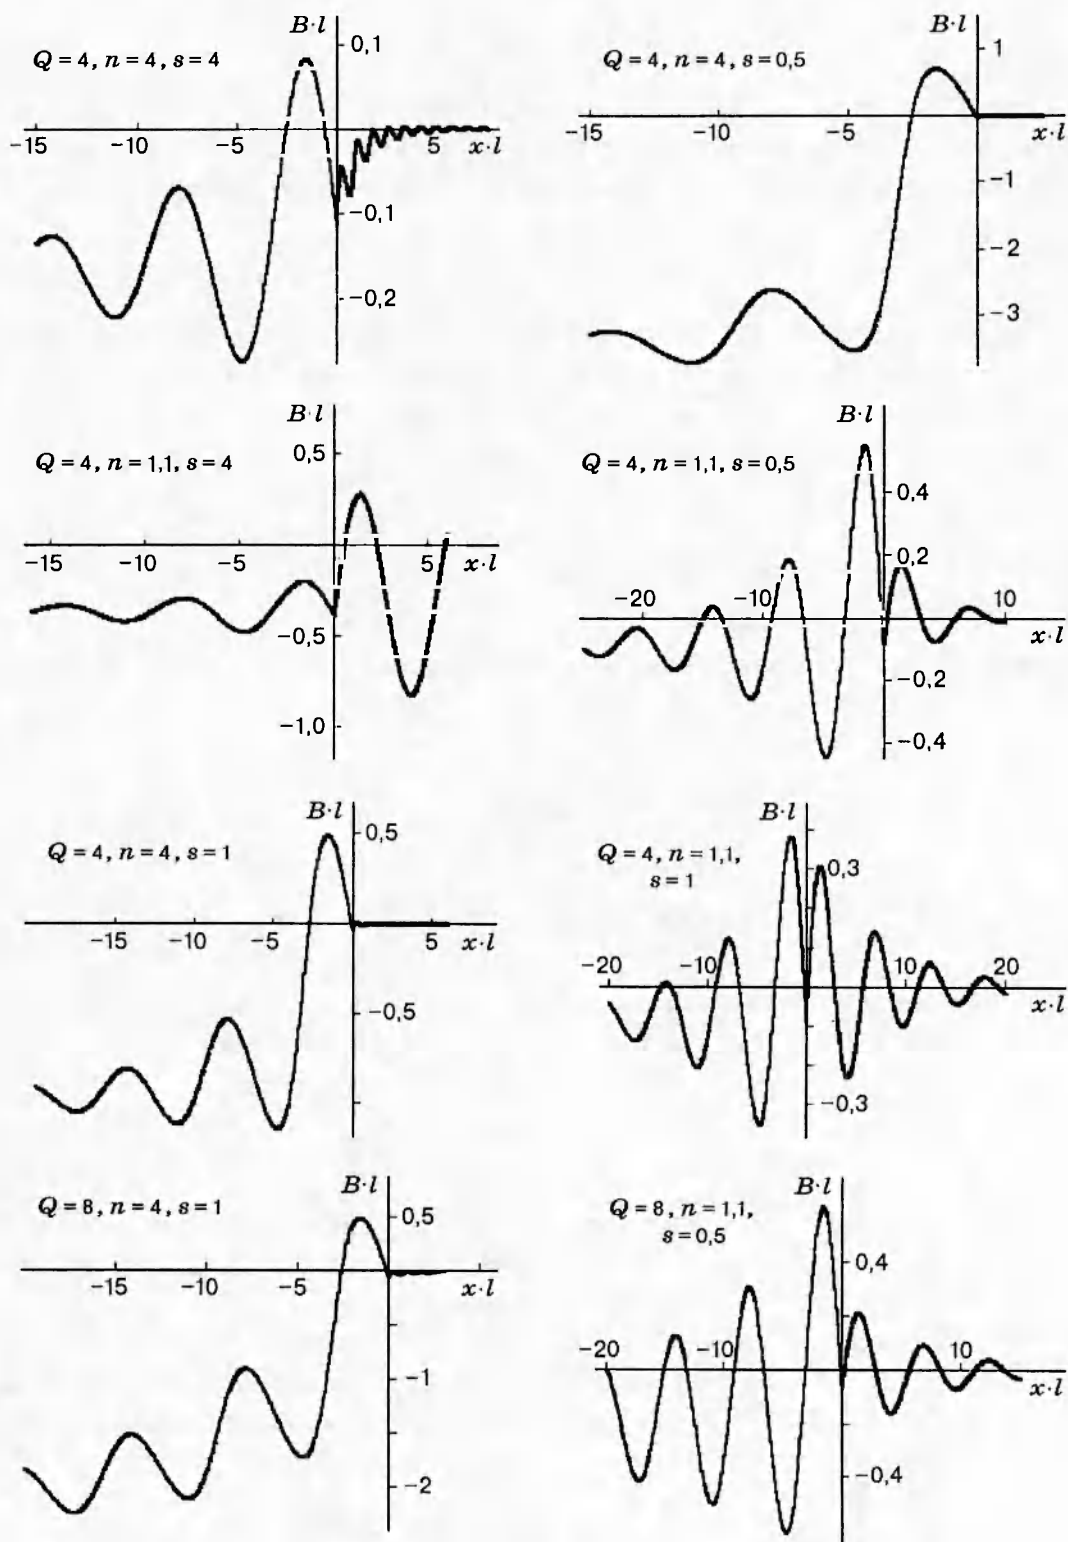 B·l
0,1
Q=4, n=4, s=4
−15
−10
−5
5
x·l
−0,1
−0,2
B·l
1
Q=4, n=4, s=0,5
−15
−10
−5
x·l
−1
−2
−3
B·l
0,5
Q=4, n=1,1, s=4
−15
−10
−5
5
x·l
−0,5
−1,0
B·l
Q=4, n=1,1, s=0,5
0,4
0,2
−20
−10
10
x·l
−0,2
−0,4
B·l
0,5
Q=4, n=4, s=1
−15
−10
−5
5
x·l
−0,5
B·l
Q=4, n=1,1,
s=1
0,3
−20
−10
10
20
x·l
−0,3
B·l
Q=8, n=4, s=1
0,5
−15
−10
−5
x·l
−1
−2
B·l
Q=8, n=1,1,
s=0,5
0,4
−20
−10
10
x·l
−0,4